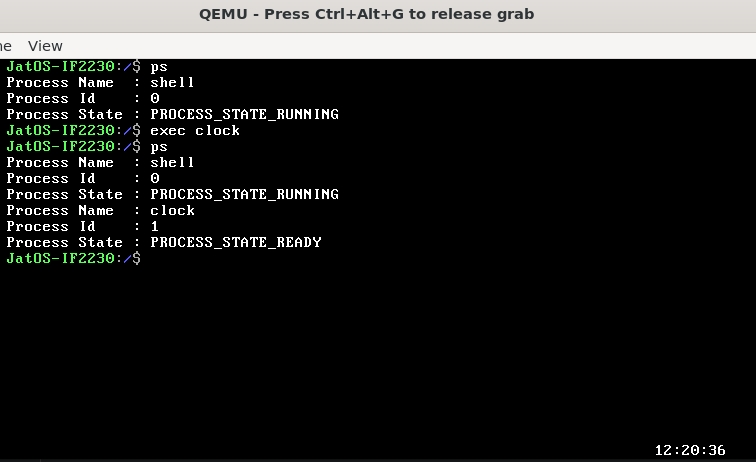 QEMU - Press Ctrl+Alt+G to release grab
ne View
JatOS-IF2230:/$ ps
Process Name : shell
Process Id : 0
Process State : PROCESS_STATE_RUNNING
JatOS-IF2230:/$ exec clock
JatOS-IF2230:/$ ps
Process Name : shell
Process Id : 0
Process State : PROCESS_STATE_RUNNING
Process Name : clock
Process Id : 1
Process State : PROCESS_STATE_READY
JatOS-IF2230:/$
12:20:36